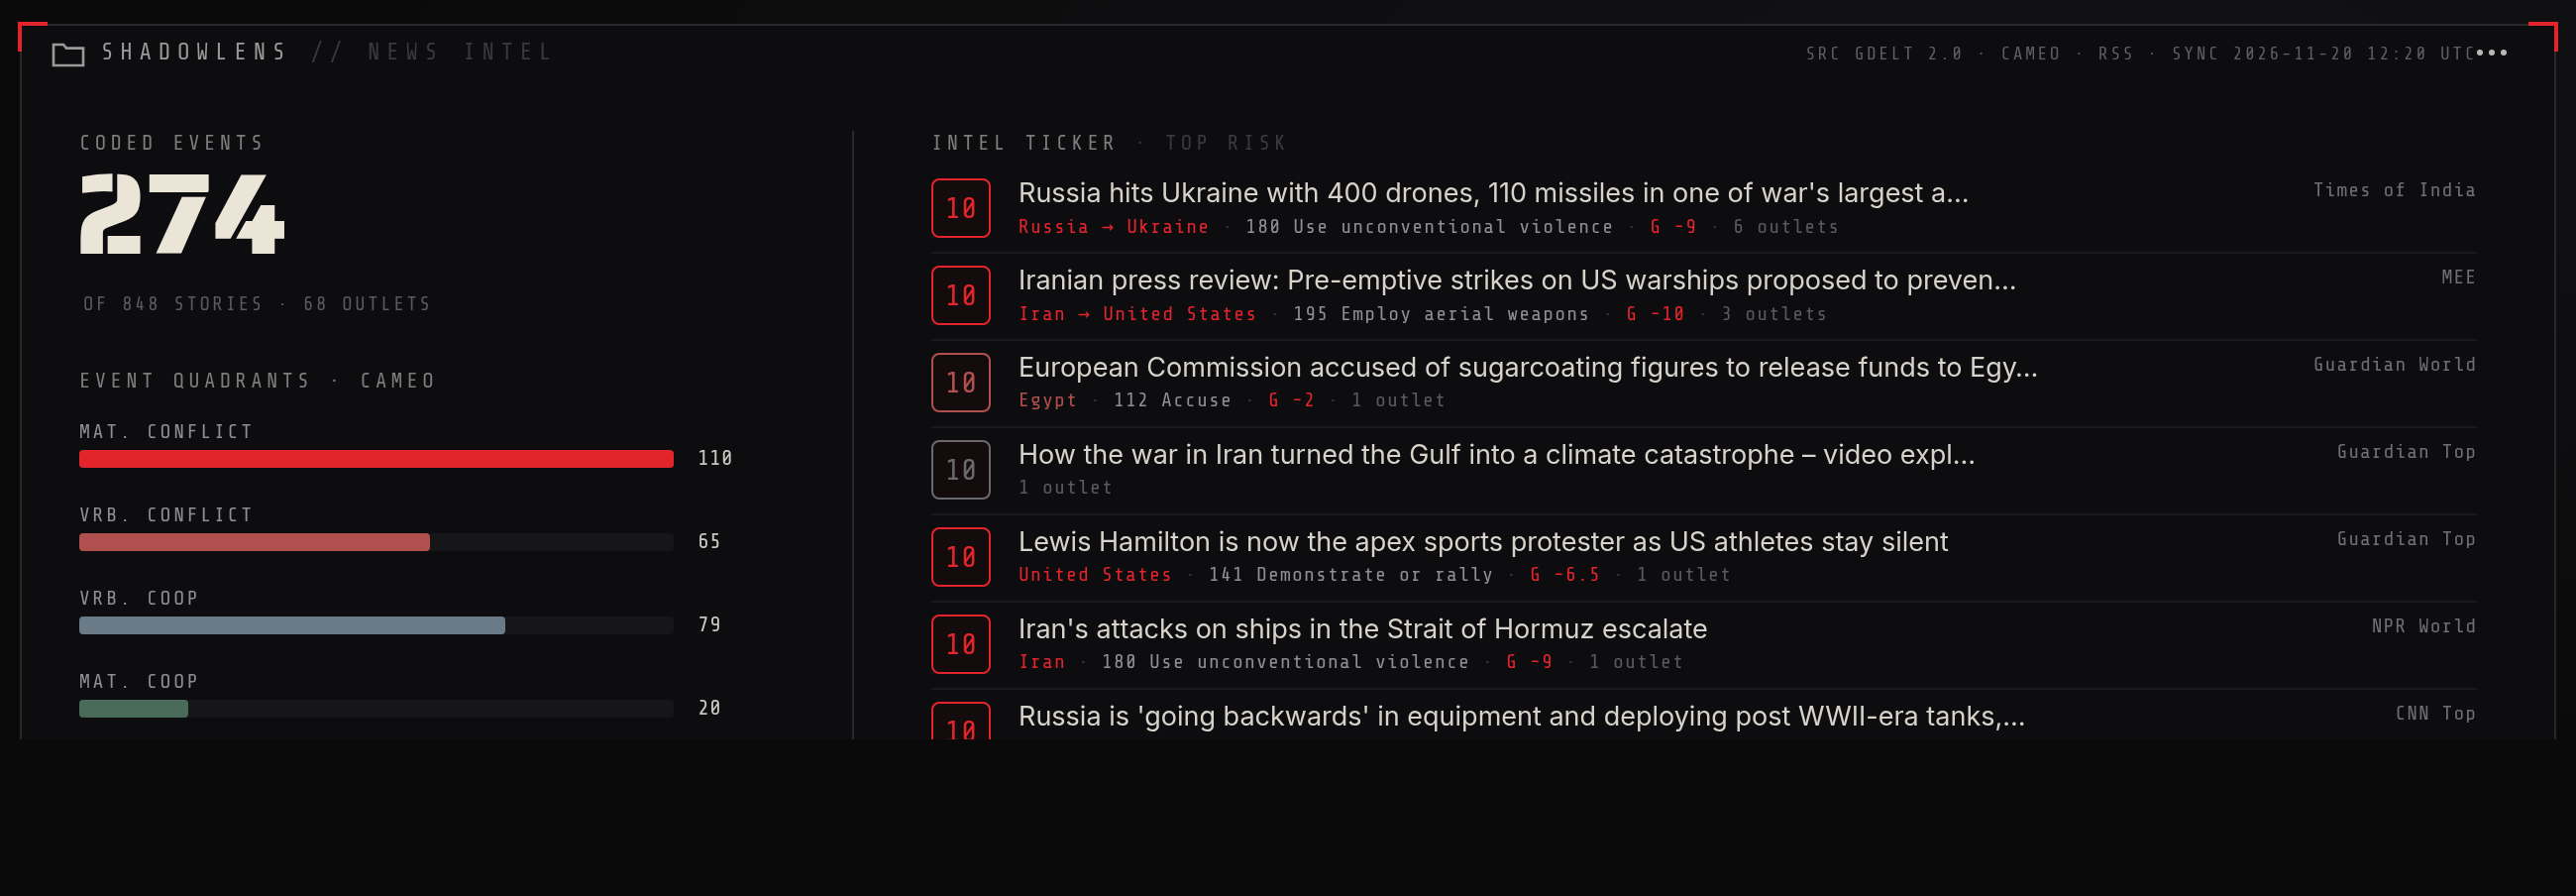 SHADOWLENS // NEWS INTEL
SRC GDELT 2.0 · CAMEO · RSS · SYNC 2026-11-20 12:20 UTC
CODED EVENTS
274
OF 848 STORIES · 68 OUTLETS
EVENT QUADRANTS · CAMEO
MAT. CONFLICT
110
VRB. CONFLICT
65
VRB. COOP
79
MAT. COOP
20
INTEL TICKER · TOP RISK
10 Russia hits Ukraine with 400 drones, 110 missiles in one of war's largest a... Times of India
Russia → Ukraine · 180 Use unconventional violence · G -9 · 6 outlets
10 Iranian press review: Pre-emptive strikes on US warships proposed to preven... MEE
Iran → United States · 195 Employ aerial weapons · G -10 · 3 outlets
10 European Commission accused of sugarcoating figures to release funds to Egy... Guardian World
Egypt · 112 Accuse · G -2 · 1 outlet
10 How the war in Iran turned the Gulf into a climate catastrophe – video expl... Guardian Top
1 outlet
10 Lewis Hamilton is now the apex sports protester as US athletes stay silent Guardian Top
United States · 141 Demonstrate or rally · G -6.5 · 1 outlet
10 Iran's attacks on ships in the Strait of Hormuz escalate NPR World
Iran · 180 Use unconventional violence · G -9 · 1 outlet
10 Russia is 'going backwards' in equipment and deploying post WWII-era tanks,... CNN Top